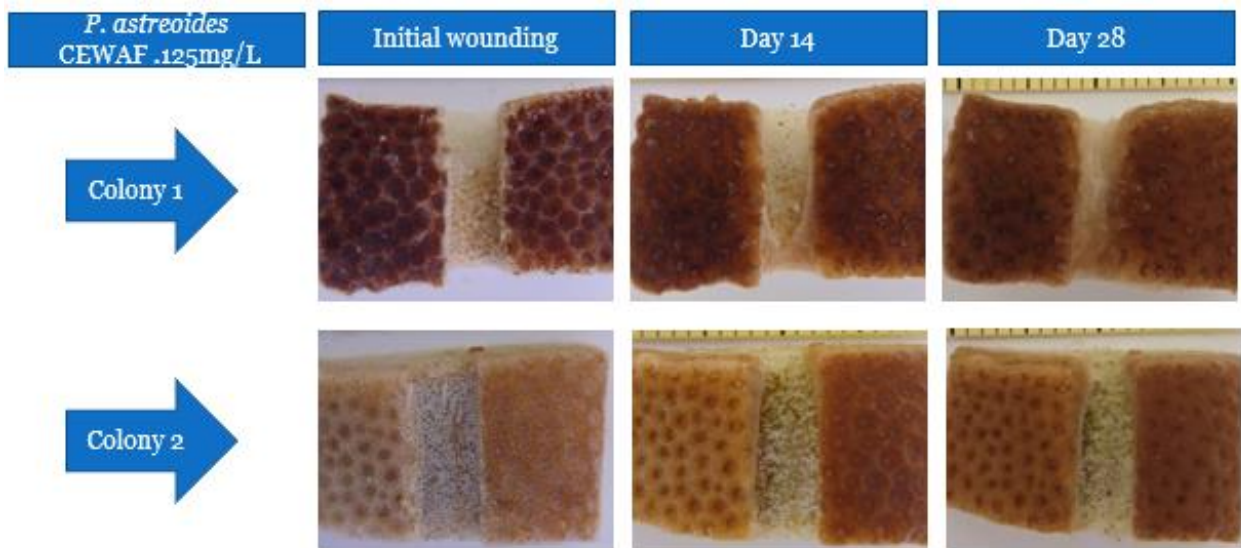 P. astreoides
CEWAF .125mg/L
Initial wounding
Day 14
Day 28
Colony 1
Colony 2